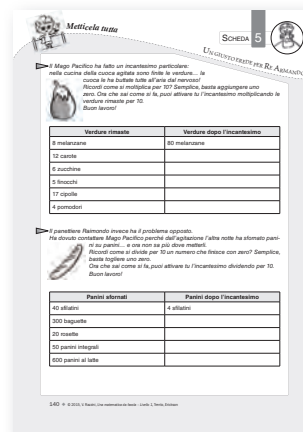 Metticela tutta
SCHEDA 5
UN GIUSTO EREDE PER RE ARMANDO
Il Mago Pacifico ha fatto un incantesimo particolare:
nella cucina della cuoca agitata sono finite le verdure... la
cuoca le ha buttate tutte all'aria dal nervoso!
Ricordi come si moltiplica per 10? Semplice, basta aggiungere uno
zero. Ora che sai come si fa, puoi attivare tu l'incantesimo moltiplicando le
verdure rimaste per 10.
Buon lavoro!
Verdure rimaste
Verdure dopo l'incantesimo
8 melanzane
80 melanzane
12 carote
6 zucchine
5 finocchi
17 cipolle
4 pomodori
Il panettiere Raimondo invece ha il problema opposto.
Ha dovuto contattare Mago Pacifico perché dall'agitazione l'altra notte ha sfornato pani-
ni su panini... e ora non sa più dove metterli.
Ricordi come si divide per 10 un numero che finisce con zero? Semplice,
basta togliere uno zero.
Ora che sai come si fa, puoi attivare tu l'incantesimo dividendo per 10.
Buon lavoro!
Panini sfornati
Panini dopo l'incantesimo
40 sfilatini
4 sfilatini
300 baguette
20 rosette
50 panini integrali
600 panini al latte
140